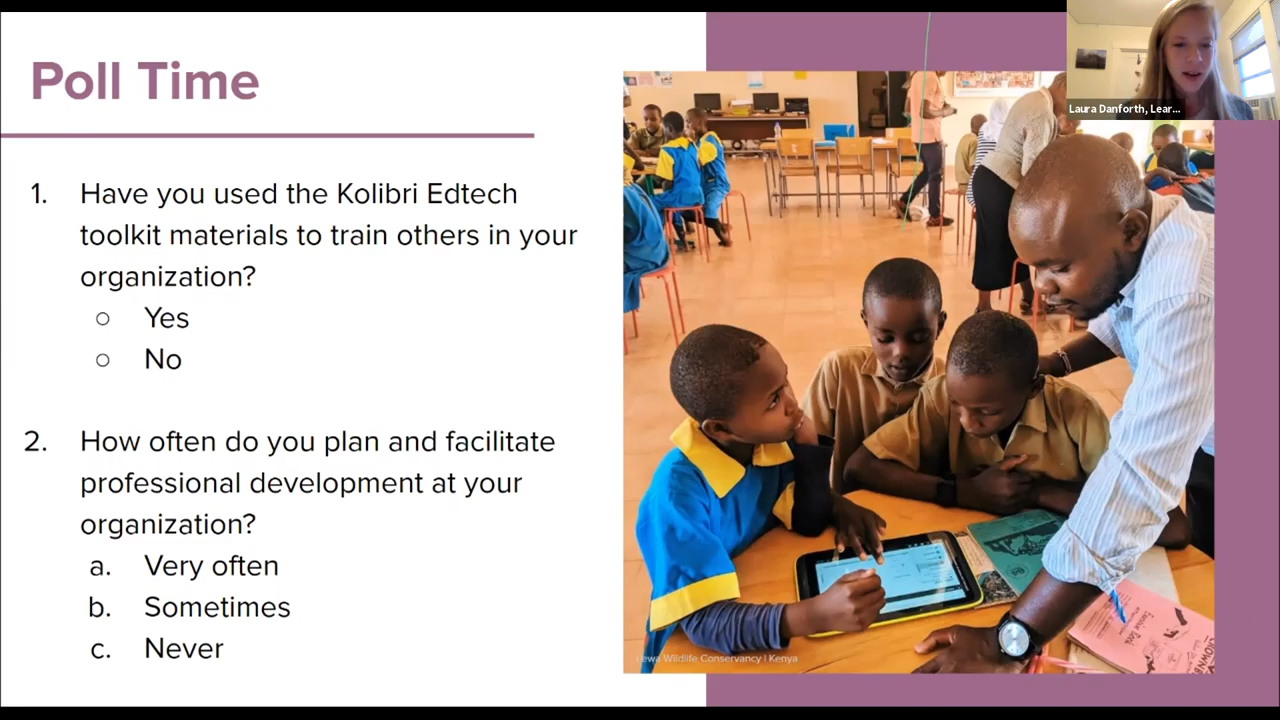 Poll Time
1. Have you used the Kolibri Edtech
toolkit materials to train others in your
organization?
○ Yes
○ No
2. How often do you plan and facilitate
professional development at your
organization?
a. Very often
b. Sometimes
c. Never
Laura Danforth, Lear...
Lewa Wildlife Conservancy | Kenya